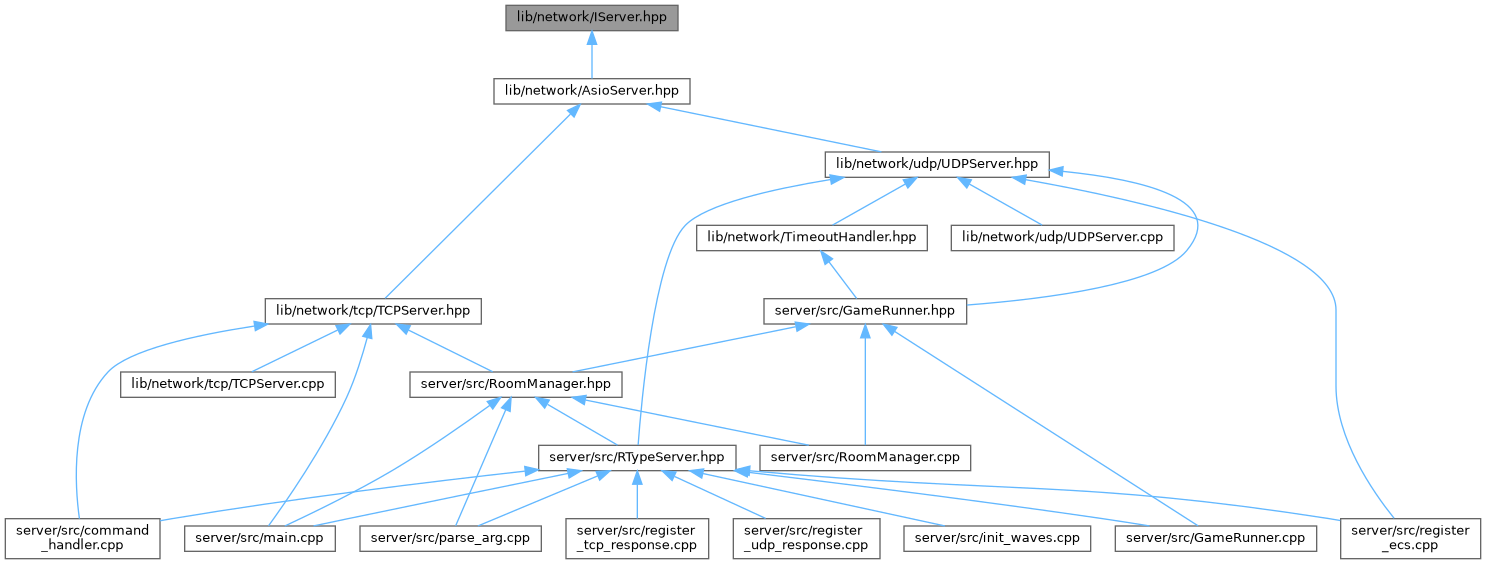 lib/network/IServer.hpp
lib/network/AsioServer.hpp
lib/network/udp/UDPServer.hpp
lib/network/TimeoutHandler.hpp
lib/network/udp/UDPServer.cpp
lib/network/tcp/TCPServer.hpp
server/src/GameRunner.hpp
lib/network/tcp/TCPServer.cpp
server/src/RoomManager.hpp
server/src/RTypeServer.hpp
server/src/RoomManager.cpp
server/src/command
_handler.cpp
server/src/main.cpp
server/src/parse_arg.cpp
server/src/register
_tcp_response.cpp
server/src/register
_udp_response.cpp
server/src/init_waves.cpp
server/src/GameRunner.cpp
server/src/register
_ecs.cpp